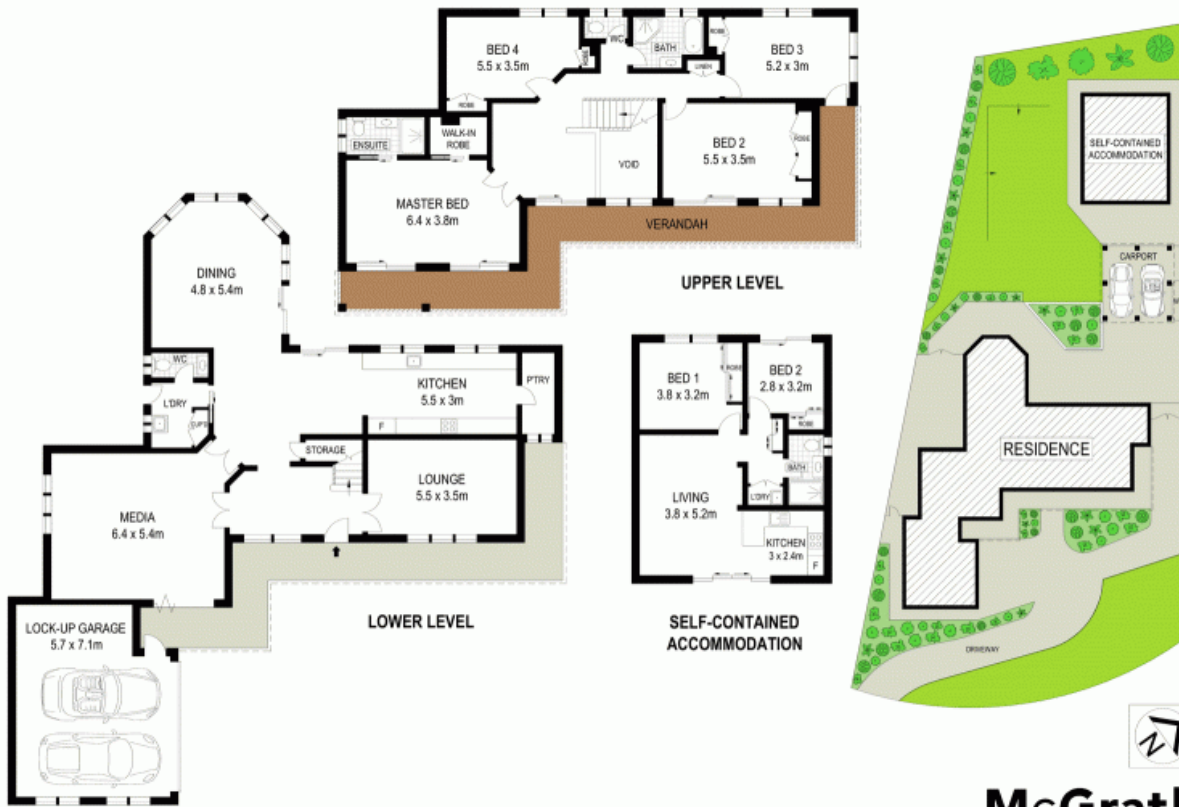 BED 4
5.5 x 3.5m
ROBE
ROBE
WC
BATH
LINEN
ROBE
BED 3
5.2 x 3m
ENSUITE
WALK-IN
ROBE
MASTER BED
6.4 x 3.8m
VOID
BED 2
5.5 x 3.5m
ROBE
VERANDAH
UPPER LEVEL
DINING
4.8 x 5.4m
WC
L'DRY
CUP'D
KITCHEN
5.5 x 3m
F
P'TRY
STORAGE
LOUNGE
5.5 x 3.5m
MEDIA
6.4 x 5.4m
LOCK-UP GARAGE
5.7 x 7.1m
LOWER LEVEL
BED 1
3.8 x 3.2m
ROBE
BED 2
2.8 x 3.2m
ROBE
BATH
L'DRY
LIVING
3.8 x 5.2m
KITCHEN
3 x 2.4m
F
SELF-CONTAINED
ACCOMMODATION
SELF-CONTAINED
ACCOMMODATION
CARPORT
RESIDENCE
DRIVEWAY
N
McGrath